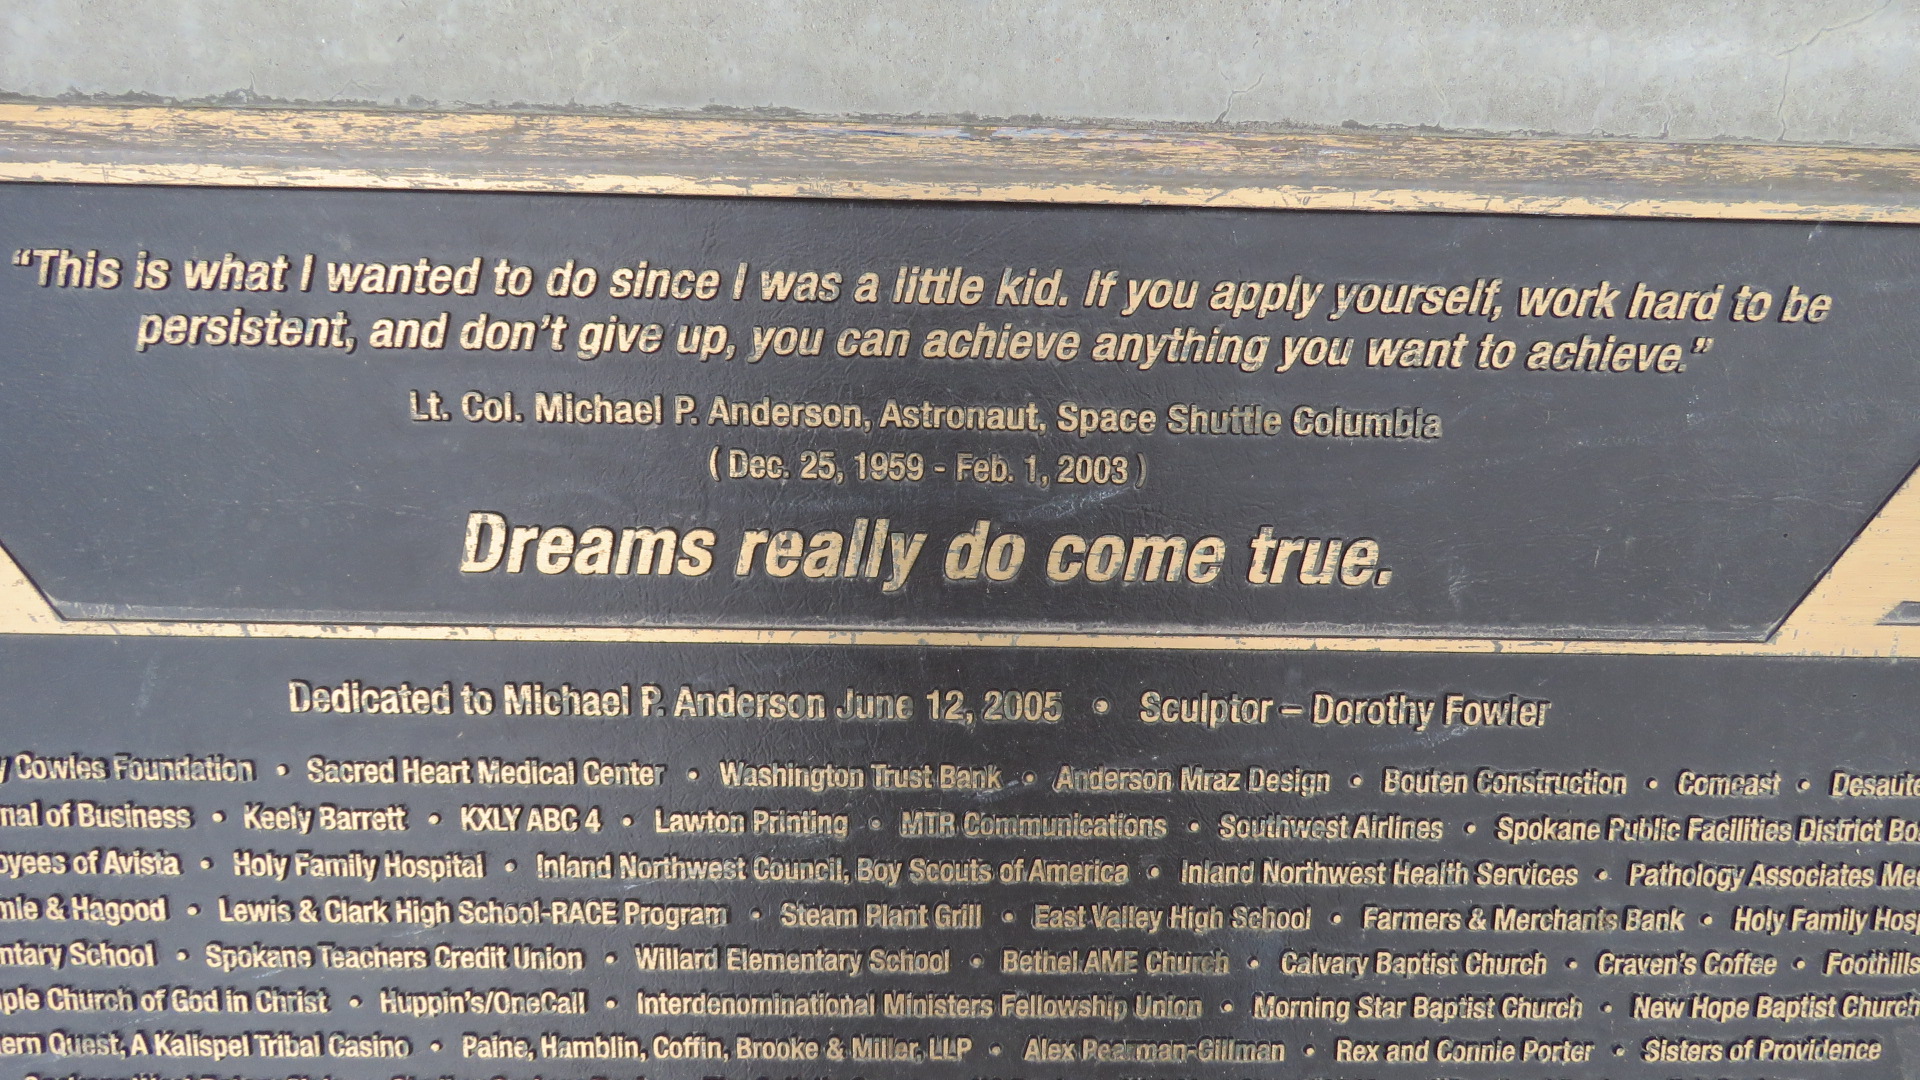 “This is what I wanted to do since I was a little kid. If you apply yourself, work hard to be
persistent, and don’t give up, you can achieve anything you want to achieve.”
Lt. Col. Michael P. Anderson, Astronaut, Space Shuttle Columbia
( Dec. 25, 1959 - Feb. 1, 2003 )
Dreams really do come true.
Dedicated to Michael P. Anderson June 12, 2005 • Sculptor – Dorothy Fowler
Cowles Foundation • Sacred Heart Medical Center • Washington Trust Bank • Anderson Mraz Design • Bouten Construction • Comcast •
of Business • Keely Barrett • KXLY ABC 4 • Lawton Printing • MTR Communications • Southwest Airlines • Spokane Public Facilities District
of Avista • Holy Family Hospital • Inland Northwest Council, Boy Scouts of America • Inland Northwest Health Services • Pathology Associates
& Hagood • Lewis & Clark High School-RACE Program • Steam Plant Grill • East Valley High School • Farmers & Merchants Bank • Holy Family
School • Spokane Teachers Credit Union • Willard Elementary School • Bethel AME Church • Calvary Baptist Church • Craven’s Coffee • Foothills
Church of God in Christ • Huppin’s/OneCall • Interdenominational Ministers Fellowship Union • Morning Star Baptist Church • New Hope Baptist Church
Quest, A Kalispel Tribal Casino • Paine, Hamblin, Coffin, Brooke & Miller, LLP • Alex Pearman-Gillman • Rex and Connie Porter • Sisters of Providence